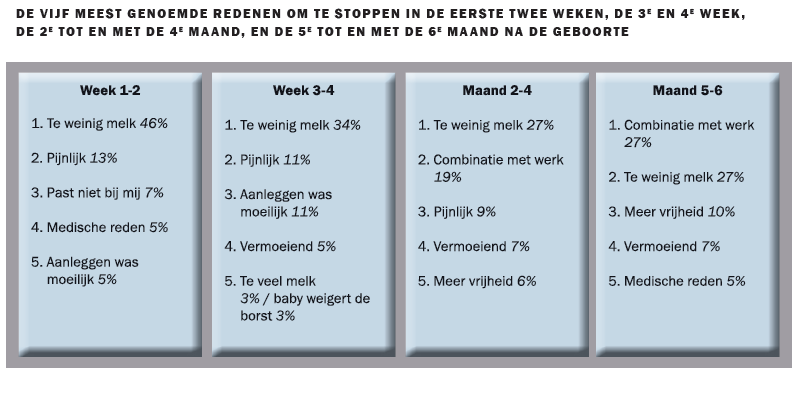 DE VIJF MEEST GENOEMDE REDENEN OM TE STOPPEN IN DE EERSTE TWEE WEKEN, DE 3E EN 4E WEEK,
DE 2E TOT EN MET DE 4E MAAND, EN DE 5E TOT EN MET DE 6E MAAND NA DE GEBOORTE
Week 1-2
1. Te weinig melk 46%
2. Pijnlijk 13%
3. Past niet bij mij 7%
4. Medische reden 5%
5. Aanleggen was
moeilijk 5%
Week 3-4
1. Te weinig melk 34%
2. Pijnlijk 11%
3. Aanleggen was
moeilijk 11%
4. Vermoeiend 5%
5. Te veel melk
3% / baby weigert de
borst 3%
Maand 2-4
1. Te weinig melk 27%
2. Combinatie met werk
19%
3. Pijnlijk 9%
4. Vermoeiend 7%
5. Meer vrijheid 6%
Maand 5-6
1. Combinatie met werk
27%
2. Te weinig melk 27%
3. Meer vrijheid 10%
4. Vermoeiend 7%
5. Medische reden 5%